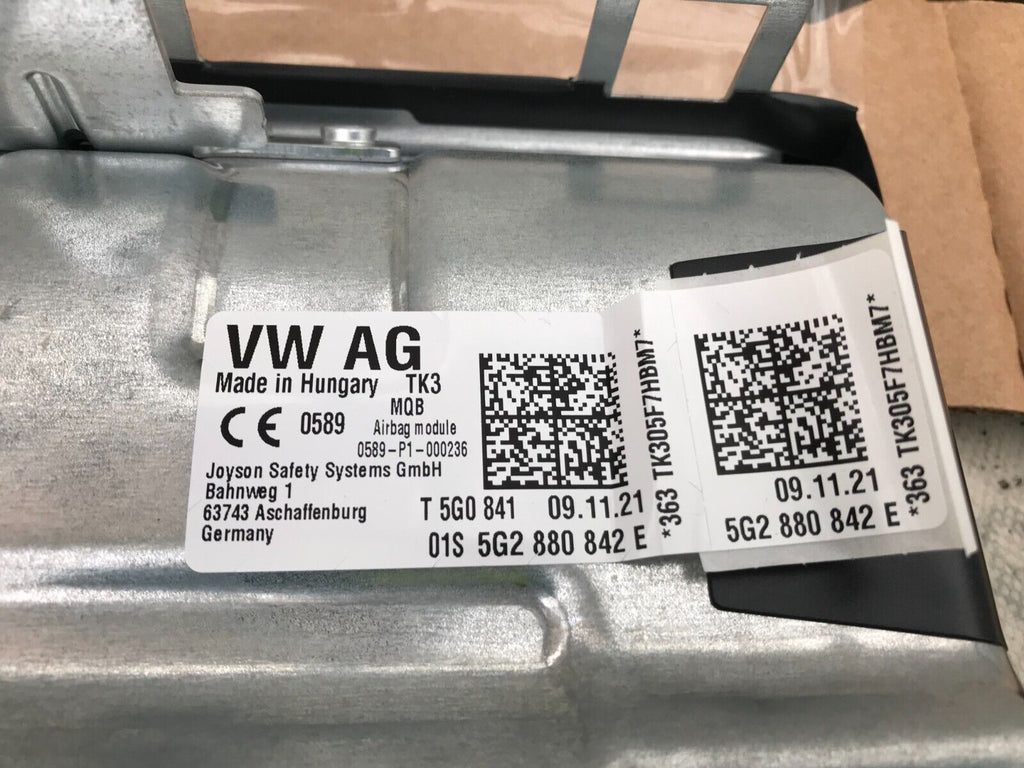 VW AG
Made in Hungary TK3
MQB
CE 0589 Airbag module
0589-P1-000236
Joyson Safety Systems GmbH
Bahnweg 1
63743 Aschaffenburg
Germany
T 5G0 841 09.11.21
01S 5G2 880 842 E
*363 TK305F7HBM7*
09.11.21
5G2 880 842 E
*363 TK305F7HBM7*